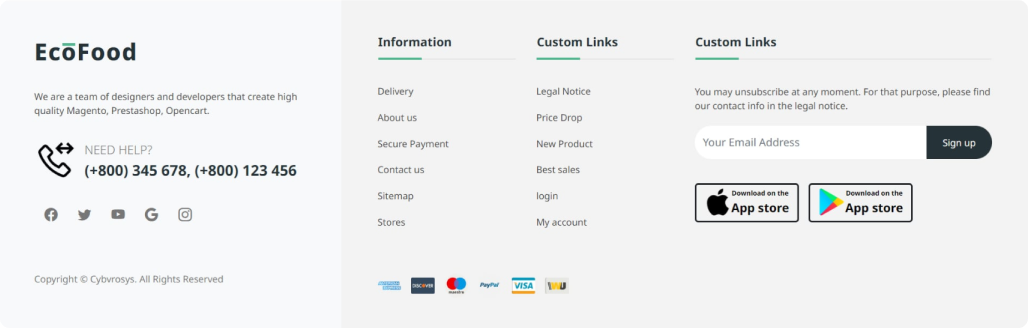 EcōFood
We are a team of designers and developers that create high
quality Magento, Prestashop, Opencart.
NEED HELP?
(+800) 345 678, (+800) 123 456
Copyright © Cybvrosys. All Rights Reserved
Information
Delivery
About us
Secure Payment
Contact us
Sitemap
Stores
Custom Links
Legal Notice
Price Drop
New Product
Best sales
login
My account
Custom Links
You may unsubscribe at any moment. For that purpose, please find
our contact info in the legal notice.
Your Email Address
Sign up
Download on the
App store
Download on the
App store
DISCOVER
maestro
PayPal
VISA